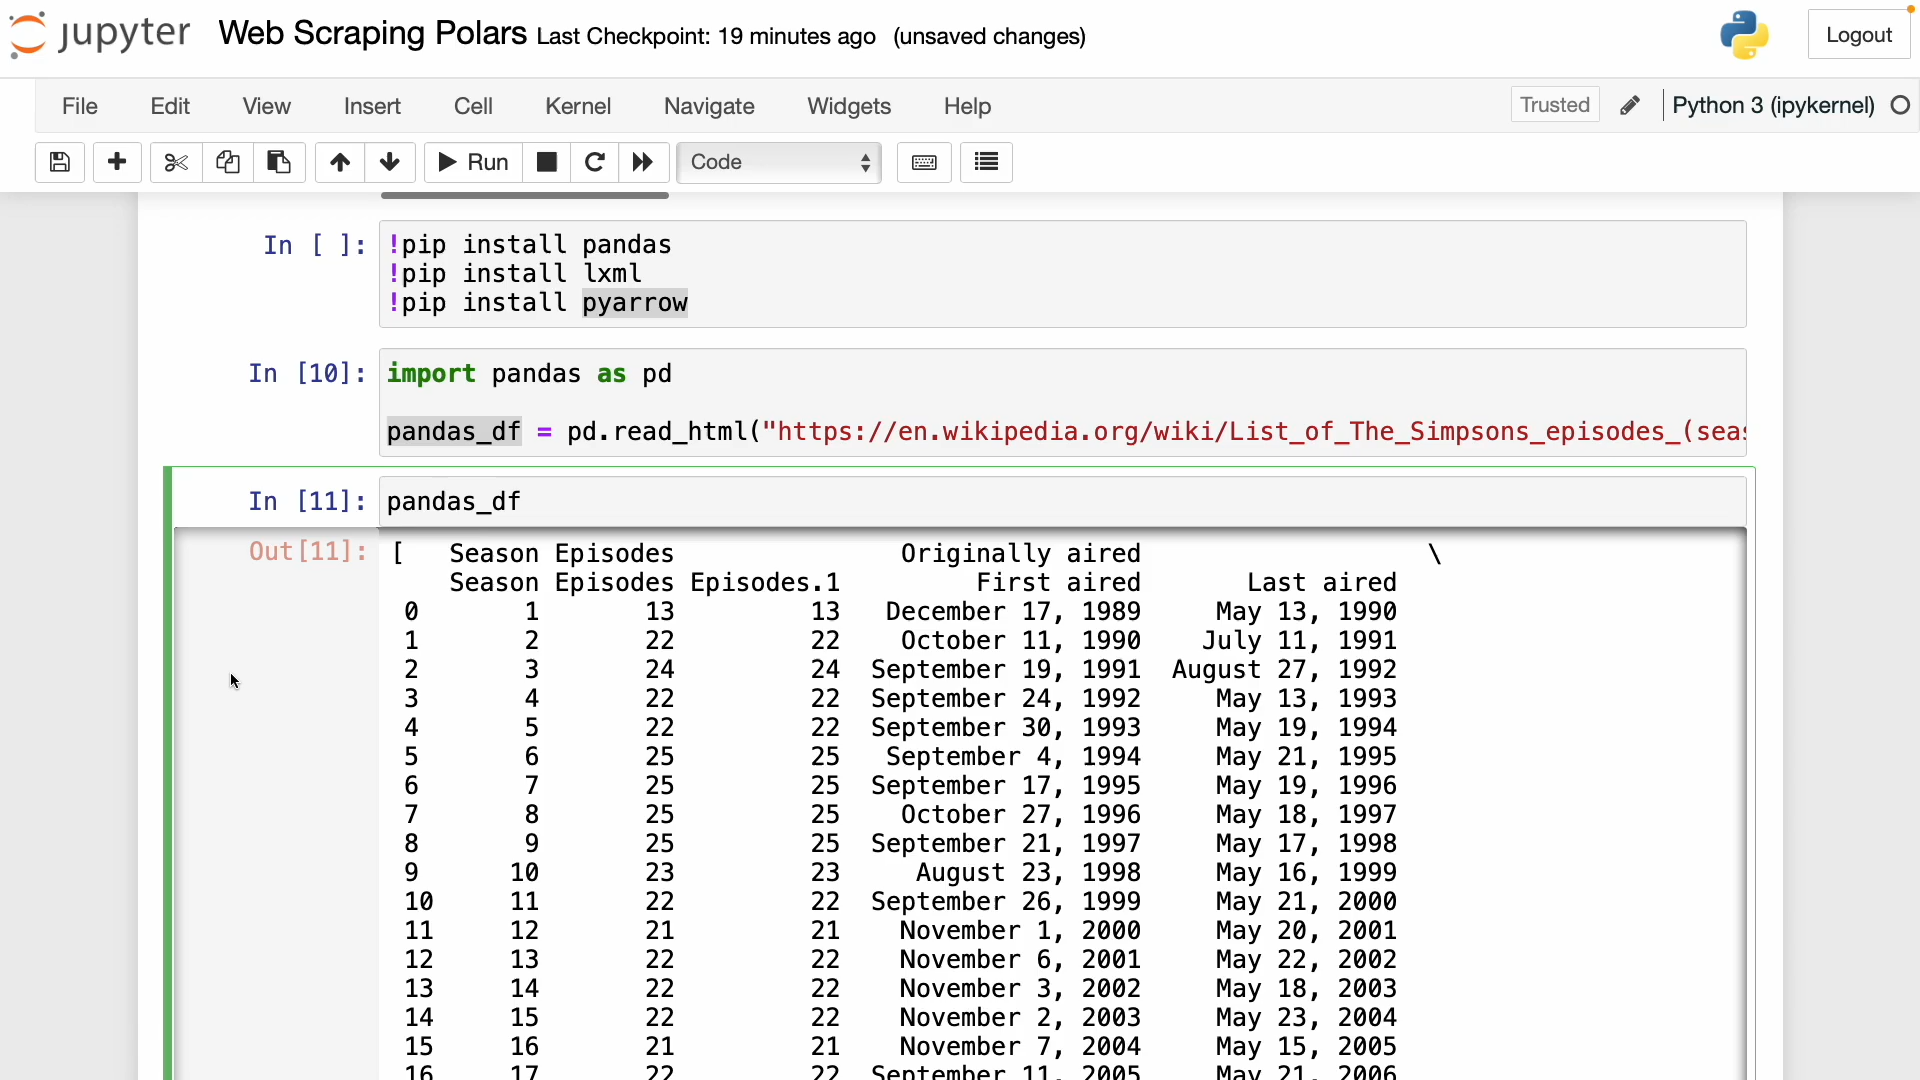 jupyter Web Scraping Polars Last Checkpoint: 19 minutes ago (unsaved changes) Logout
File Edit View Insert Cell Kernel Navigate Widgets Help Trusted Python 3 (ipykernel)
Run Code
In [ ]: !pip install pandas
!pip install lxml
!pip install pyarrow
In [10]: import pandas as pd
pandas_df = pd.read_html("https://en.wikipedia.org/wiki/List_of_The_Simpsons_episodes_(seas
In [11]: pandas_df
Out[11]: [ Season Episodes Originally aired \
Season Episodes Episodes.1 First aired Last aired
0 1 13 13 December 17, 1989 May 13, 1990
1 2 22 22 October 11, 1990 July 11, 1991
2 3 24 24 September 19, 1991 August 27, 1992
3 4 22 22 September 24, 1992 May 13, 1993
4 5 22 22 September 30, 1993 May 19, 1994
5 6 25 25 September 4, 1994 May 21, 1995
6 7 25 25 September 17, 1995 May 19, 1996
7 8 25 25 October 27, 1996 May 18, 1997
8 9 25 25 September 21, 1997 May 17, 1998
9 10 23 23 August 23, 1998 May 16, 1999
10 11 22 22 September 26, 1999 May 21, 2000
11 12 21 21 November 1, 2000 May 20, 2001
12 13 22 22 November 6, 2001 May 22, 2002
13 14 22 22 November 3, 2002 May 18, 2003
14 15 22 22 November 2, 2003 May 23, 2004
15 16 21 21 November 7, 2004 May 15, 2005
16 17 22 22 September 11, 2005 May 21, 2006